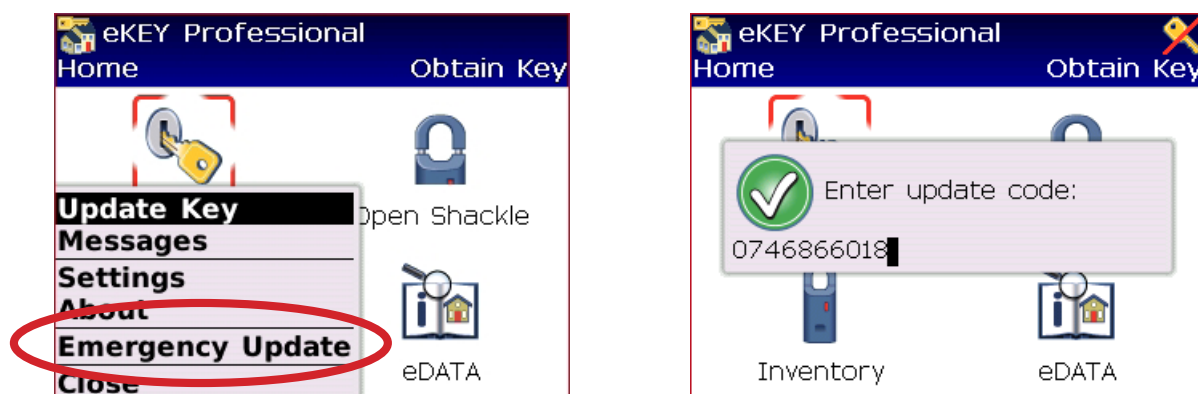 eKEY Professional
Home Obtain Key
Open Shackle
Update Key
Messages
Settings
About
Emergency Update
Close
eDATA
eKEY Professional
Home Obtain Key
Enter update code:
0746866018
Inventory eDATA